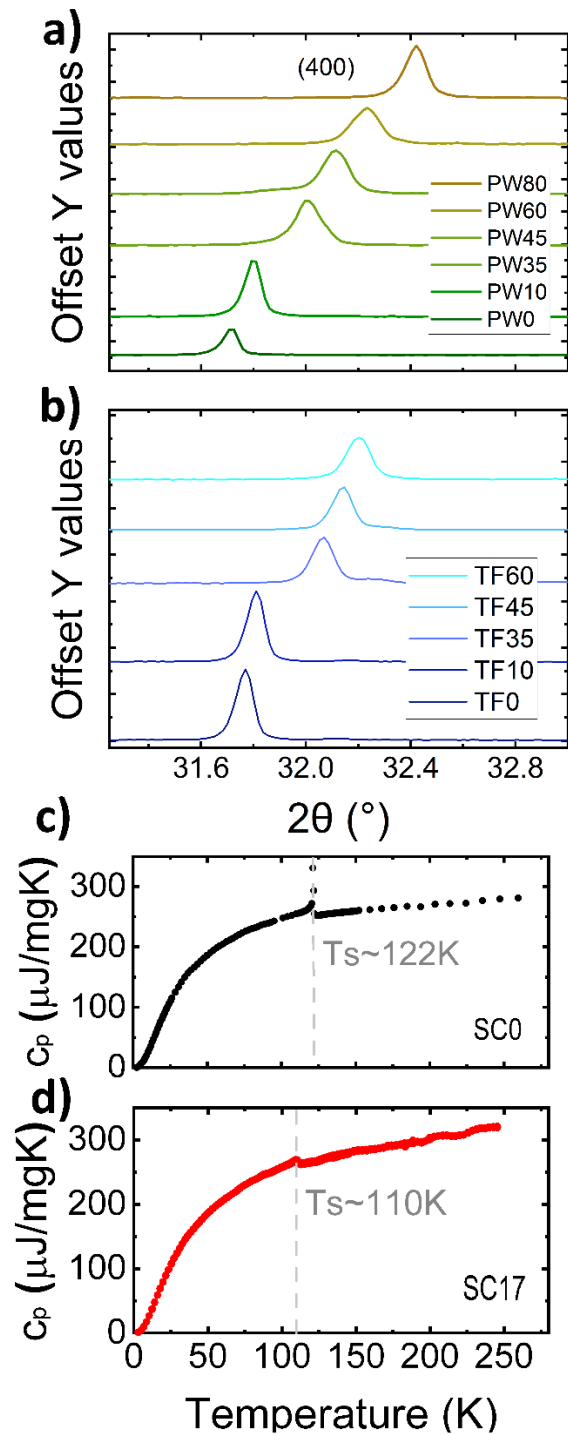 a)
(400)
Offset Y values
PW80
PW60
PW45
PW35
PW10
PW0
b)
Offset Y values
TF60
TF45
TF35
TF10
TF0
31.6 32.0 32.4 32.8
2θ (°)
c)
300
200
100
0
cp (μJ/mgK)
Ts~122K
SC0
d)
300
200
100
0
cp (μJ/mgK)
Ts~110K
SC17
0 50 100 150 200 250
Temperature (K)